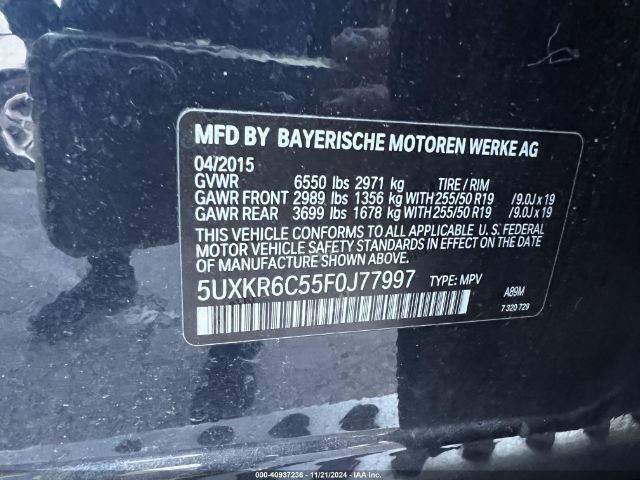 MFD BY BAYERISCHE MOTOREN WERKE AG
04/2015
GVWR 6550 lbs 2971 kg TIRE / RIM
GAWR FRONT 2989 lbs 1356 kg WITH 255/50 R19 /9.0J x 19
GAWR REAR 3699 lbs 1678 kg WITH 255/50 R19 /9.0J x 19
THIS VEHICLE CONFORMS TO ALL APPLICABLE U. S. FEDERAL
MOTOR VEHICLE SAFETY STANDARDS IN EFFECT ON THE DATE
OF MANUFACTURE SHOWN ABOVE.
5UXKR6C55F0J77997 TYPE: MPV A89M
7 320 729
000-40937236 - 11/21/2024 - IAA Inc.